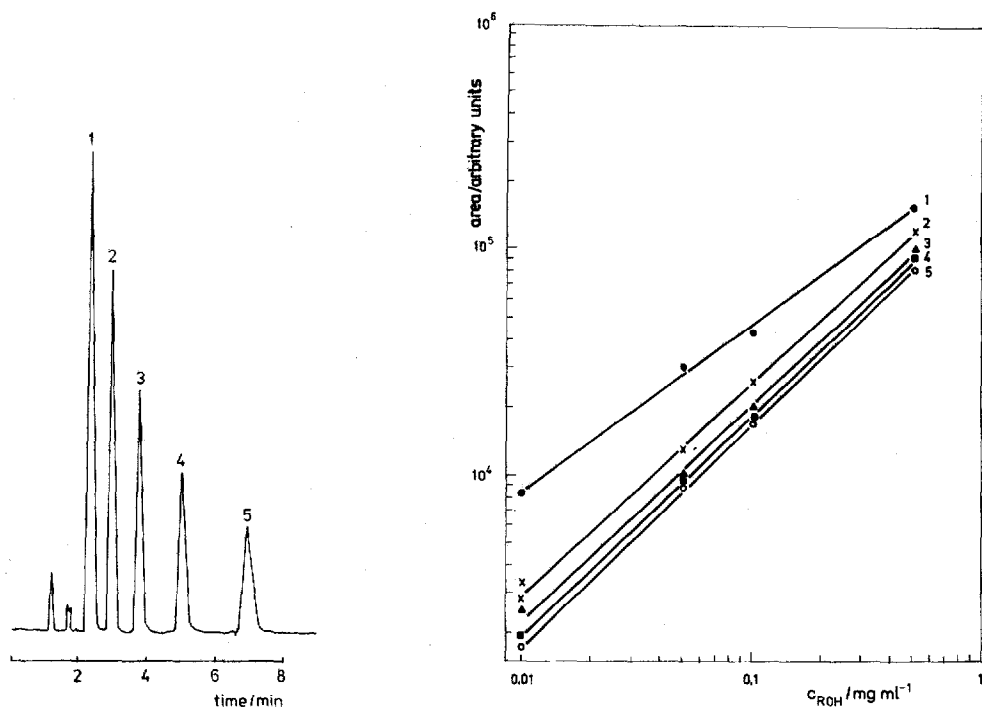 1
2
3
4
5
2 4 6 8
time/min
area/arbitrary units
10⁶
10⁵
10⁴
1
2
3
4
5
0.01 0,1 1
c_ROH / mg ml⁻¹